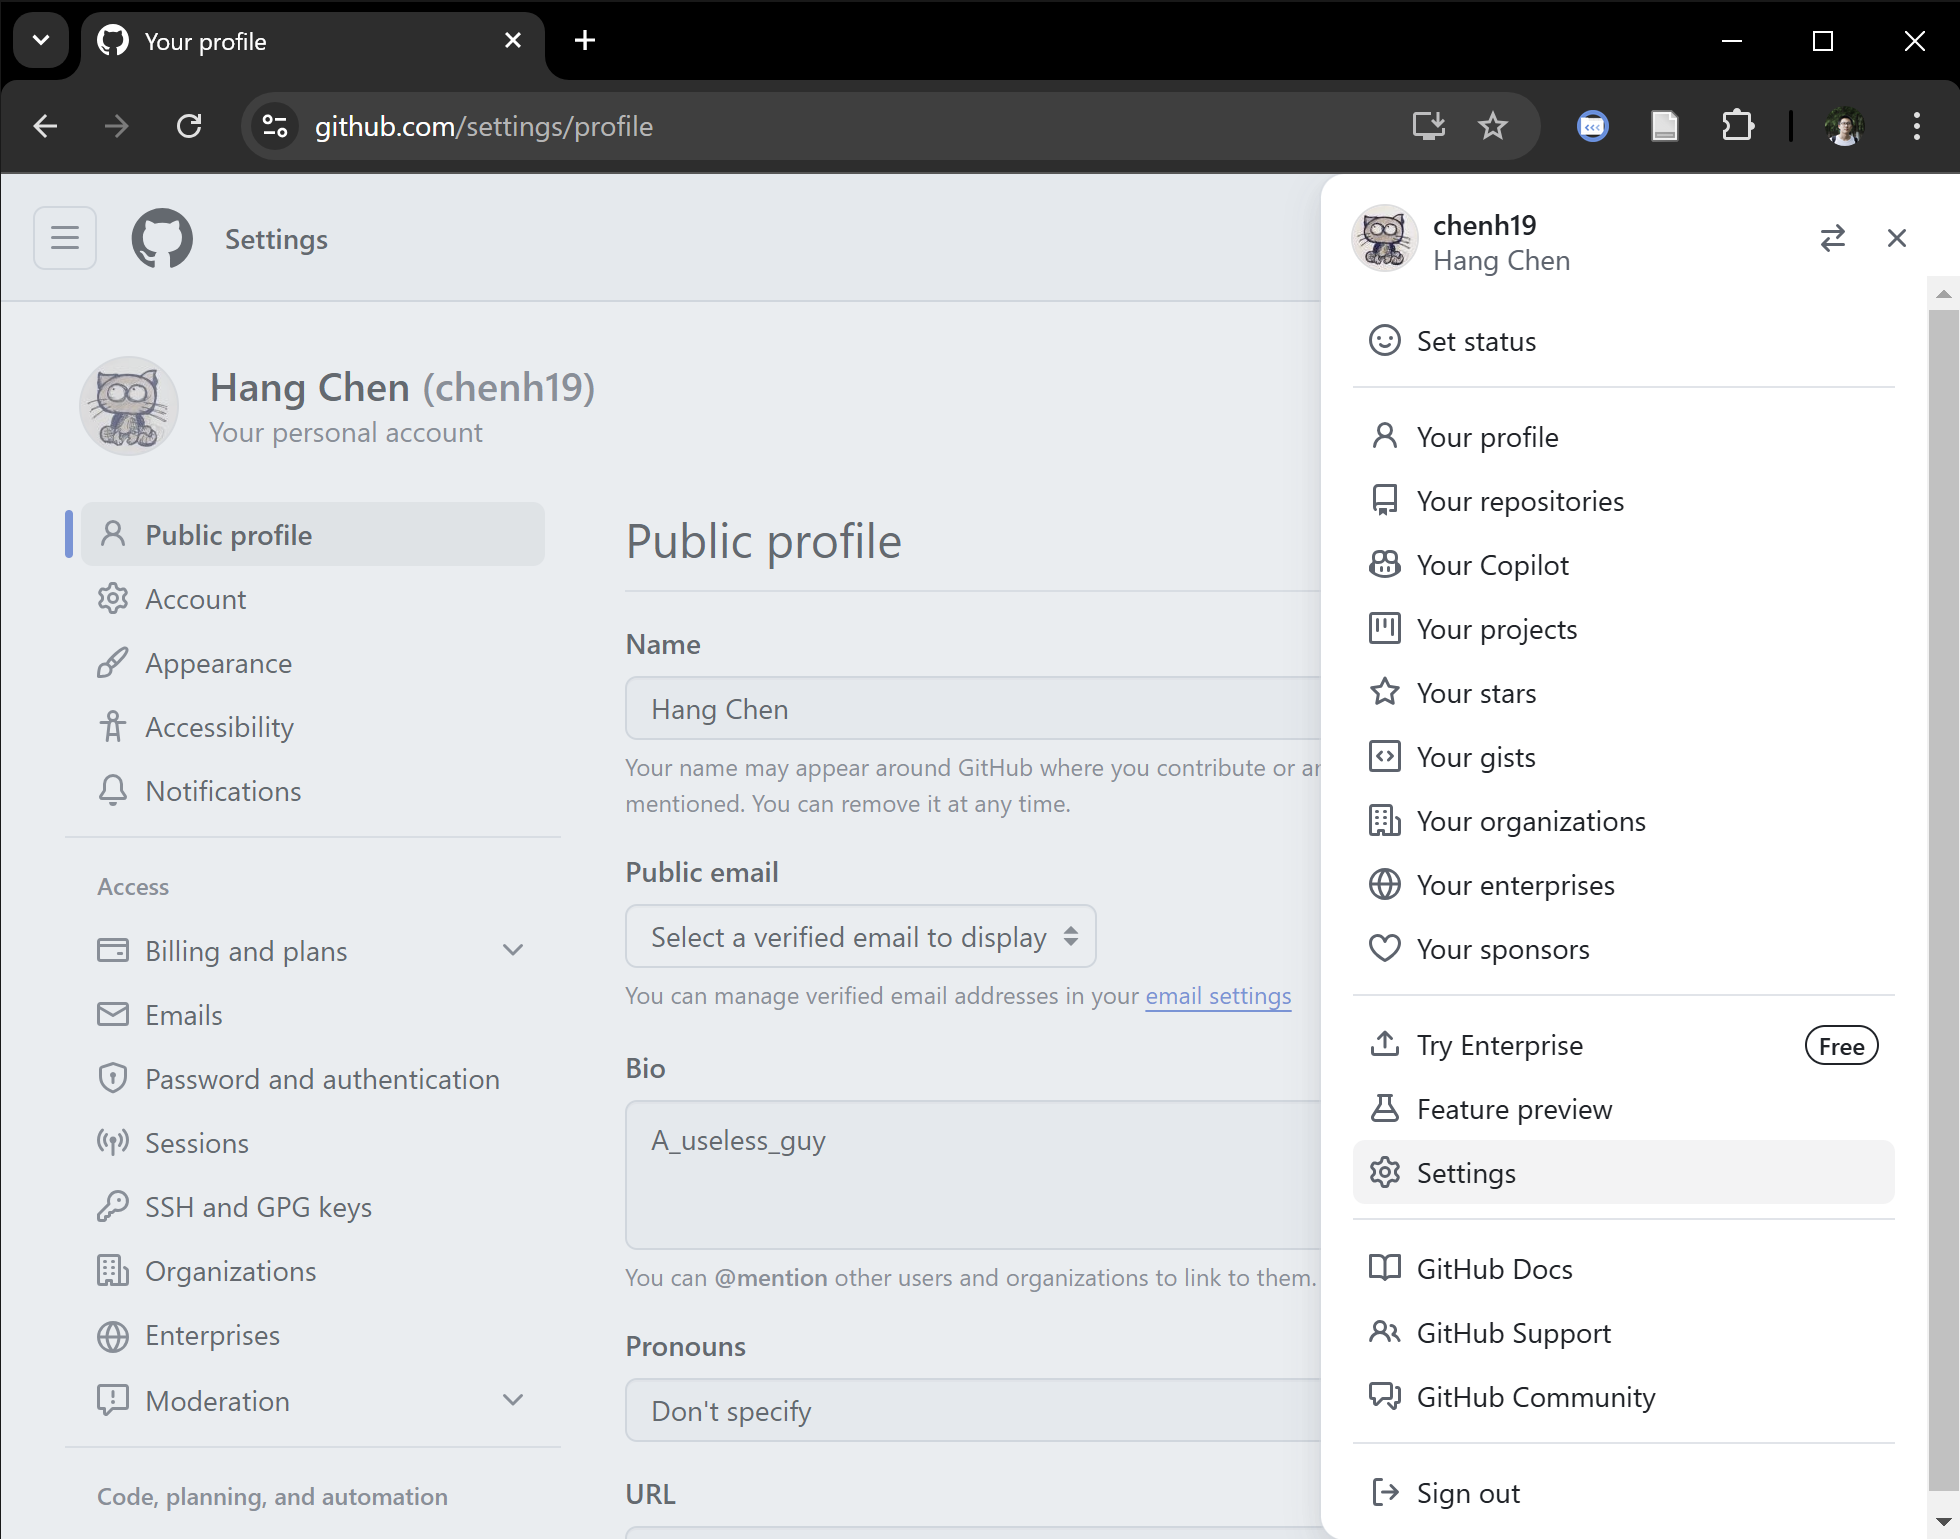 Your profile
github.com/settings/profile
Settings
Hang Chen (chenh19)
Your personal account
Public profile
Account
Appearance
Accessibility
Notifications
Access
Billing and plans
Emails
Password and authentication
Sessions
SSH and GPG keys
Organizations
Enterprises
Moderation
Code, planning, and automation
Public profile
Name
Hang Chen
Your name may appear around GitHub where you contribute or
mentioned. You can remove it at any time.
Public email
Select a verified email to display
You can manage verified email addresses in your email settings
Bio
A_useless_guy
You can @mention other users and organizations to link to them.
Pronouns
Don't specify
URL
chenh19
Hang Chen
Set status
Your profile
Your repositories
Your Copilot
Your projects
Your stars
Your gists
Your organizations
Your enterprises
Your sponsors
Try Enterprise Free
Feature preview
Settings
GitHub Docs
GitHub Support
GitHub Community
Sign out